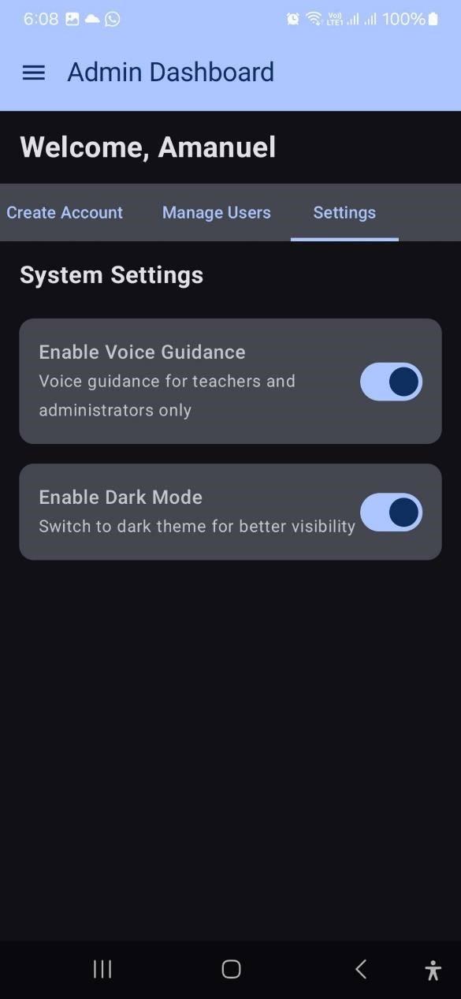 6:08 Vo)) LTE1 100%
Admin Dashboard
Welcome, Amanuel
Create Account Manage Users Settings
System Settings
Enable Voice Guidance
Voice guidance for teachers and
administrators only
Enable Dark Mode
Switch to dark theme for better visibility